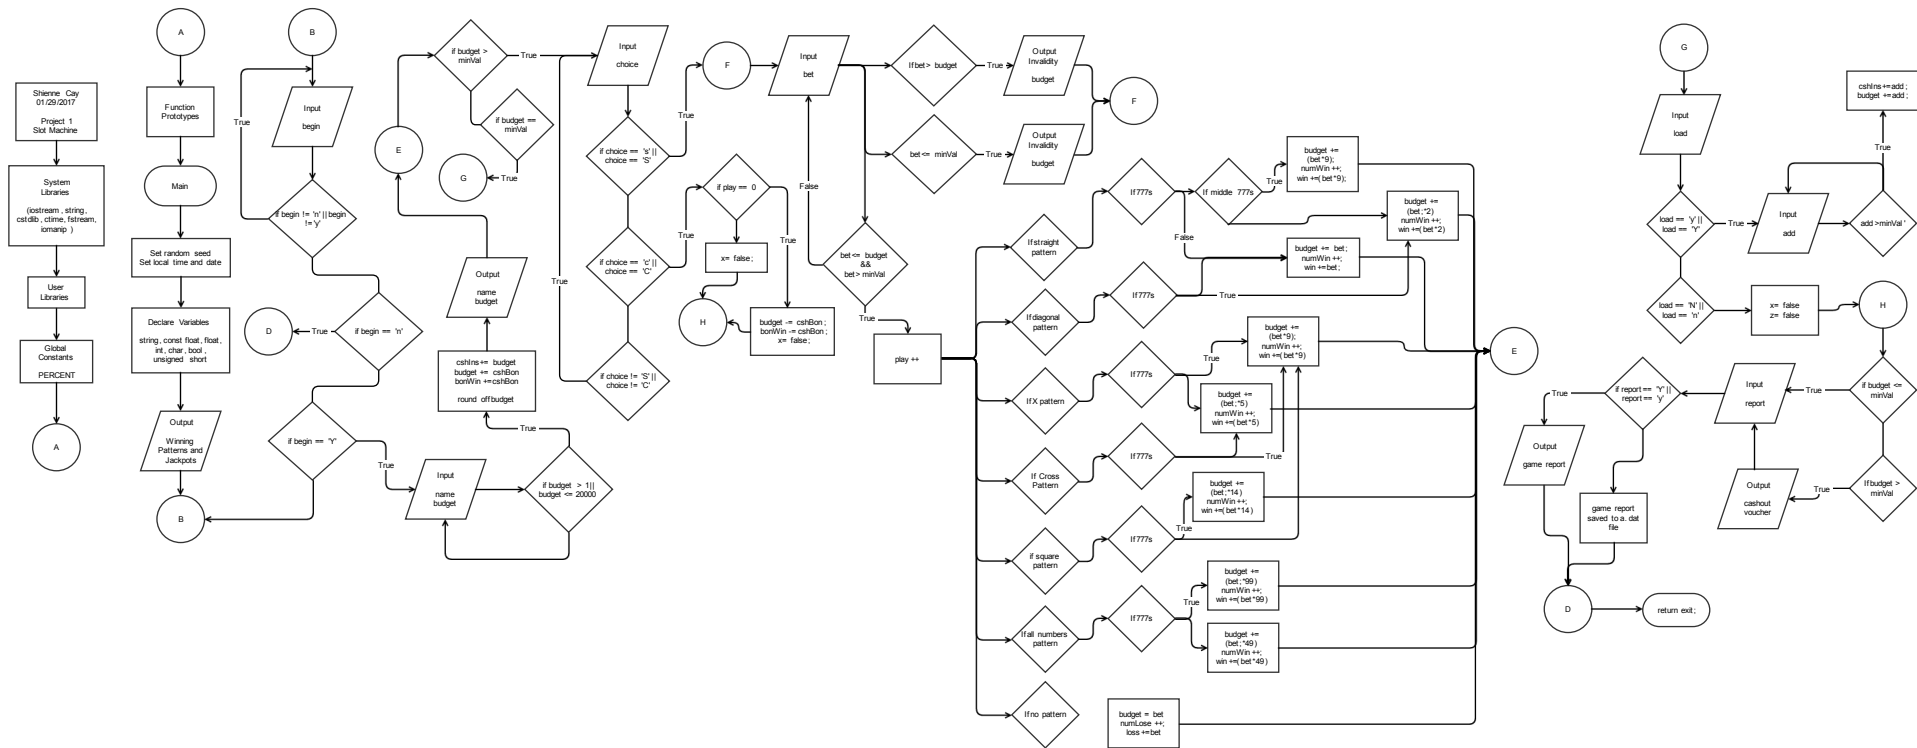 Shienne Cay
01/29/2017
Project 1
Slot Machine
System
Libraries
(iostream, string,
cstdlib, ctime, fstream,
iomanip )
User
Libraries
Global
Constants
PERCENT
A
A
Function
Prototypes
Main
Set random seed
Set local time and date
Declare Variables
string, const float, float,
int, char, bool,
unsigned short
Output
Winning
Patterns and
Jackpots
B
B
Input
begin
True
if begin != 'n' || begin
!= 'y'
if begin == 'n'
True
D
if begin == 'Y'
True
Input
name
budget
if budget > 1||
budget <= 20000
True
cshIns+= budget
budget += cshBon
bonWin +=cshBon
round off budget
Output
name
budget
E
if budget >
minVal
True
if budget ==
minVal
True
G
Input
choice
if choice == 's' ||
choice == 'S'
True
if choice == 'c' ||
choice == 'C'
True
if choice != 'S' ||
choice != 'C'
True
F
if play == 0
True
x= false;
H
budget -= cshBon;
bonWin -= cshBon;
x= false;
Input
bet
If bet > budget
True
Output
Invalidity
budget
F
bet<= minVal
True
Output
Invalidity
budget
False
bet<= budget
&&
bet> minVal
True
play ++
If straight
pattern
If 777s
If middle 777s
True
budget +=
(bet*9);
numWin ++;
win +=(bet*9);
budget +=
(bet;*2)
numWin ++;
win +=(bet*2)
False
budget += bet;
numWin ++;
win +=bet;
If diagonal
pattern
If 777s
True
If X pattern
If 777s
True
budget +=
(bet*9);
numWin ++;
win +=(bet*9)
budget +=
(bet;*5)
numWin ++;
win +=(bet*5)
If Cross
Pattern
If 777s
True
budget +=
(bet;*14)
numWin ++;
win +=(bet*14)
if square
pattern
If 777s
True
If all numbers
pattern
If 777s
True
budget +=
(bet;*99)
numWin ++;
win +=(bet*99)
budget +=
(bet;*49)
numWin ++;
win +=(bet*49)
If no pattern
budget = bet
numLose ++;
loss +=bet
E
G
Input
load
load == 'y' ||
load == 'Y'
True
Input
add
add >minVal '
True
cshIns+=add;
budget +=add;
load == 'N' ||
load == 'n'
x= false
z= false
H
if budget <=
minVal
True
Input
report
if report == 'Y' ||
report == 'y'
True
Output
game report
If budget >
minVal
True
Output
cashout
voucher
game report
saved to a. dat
file
D
return exit;